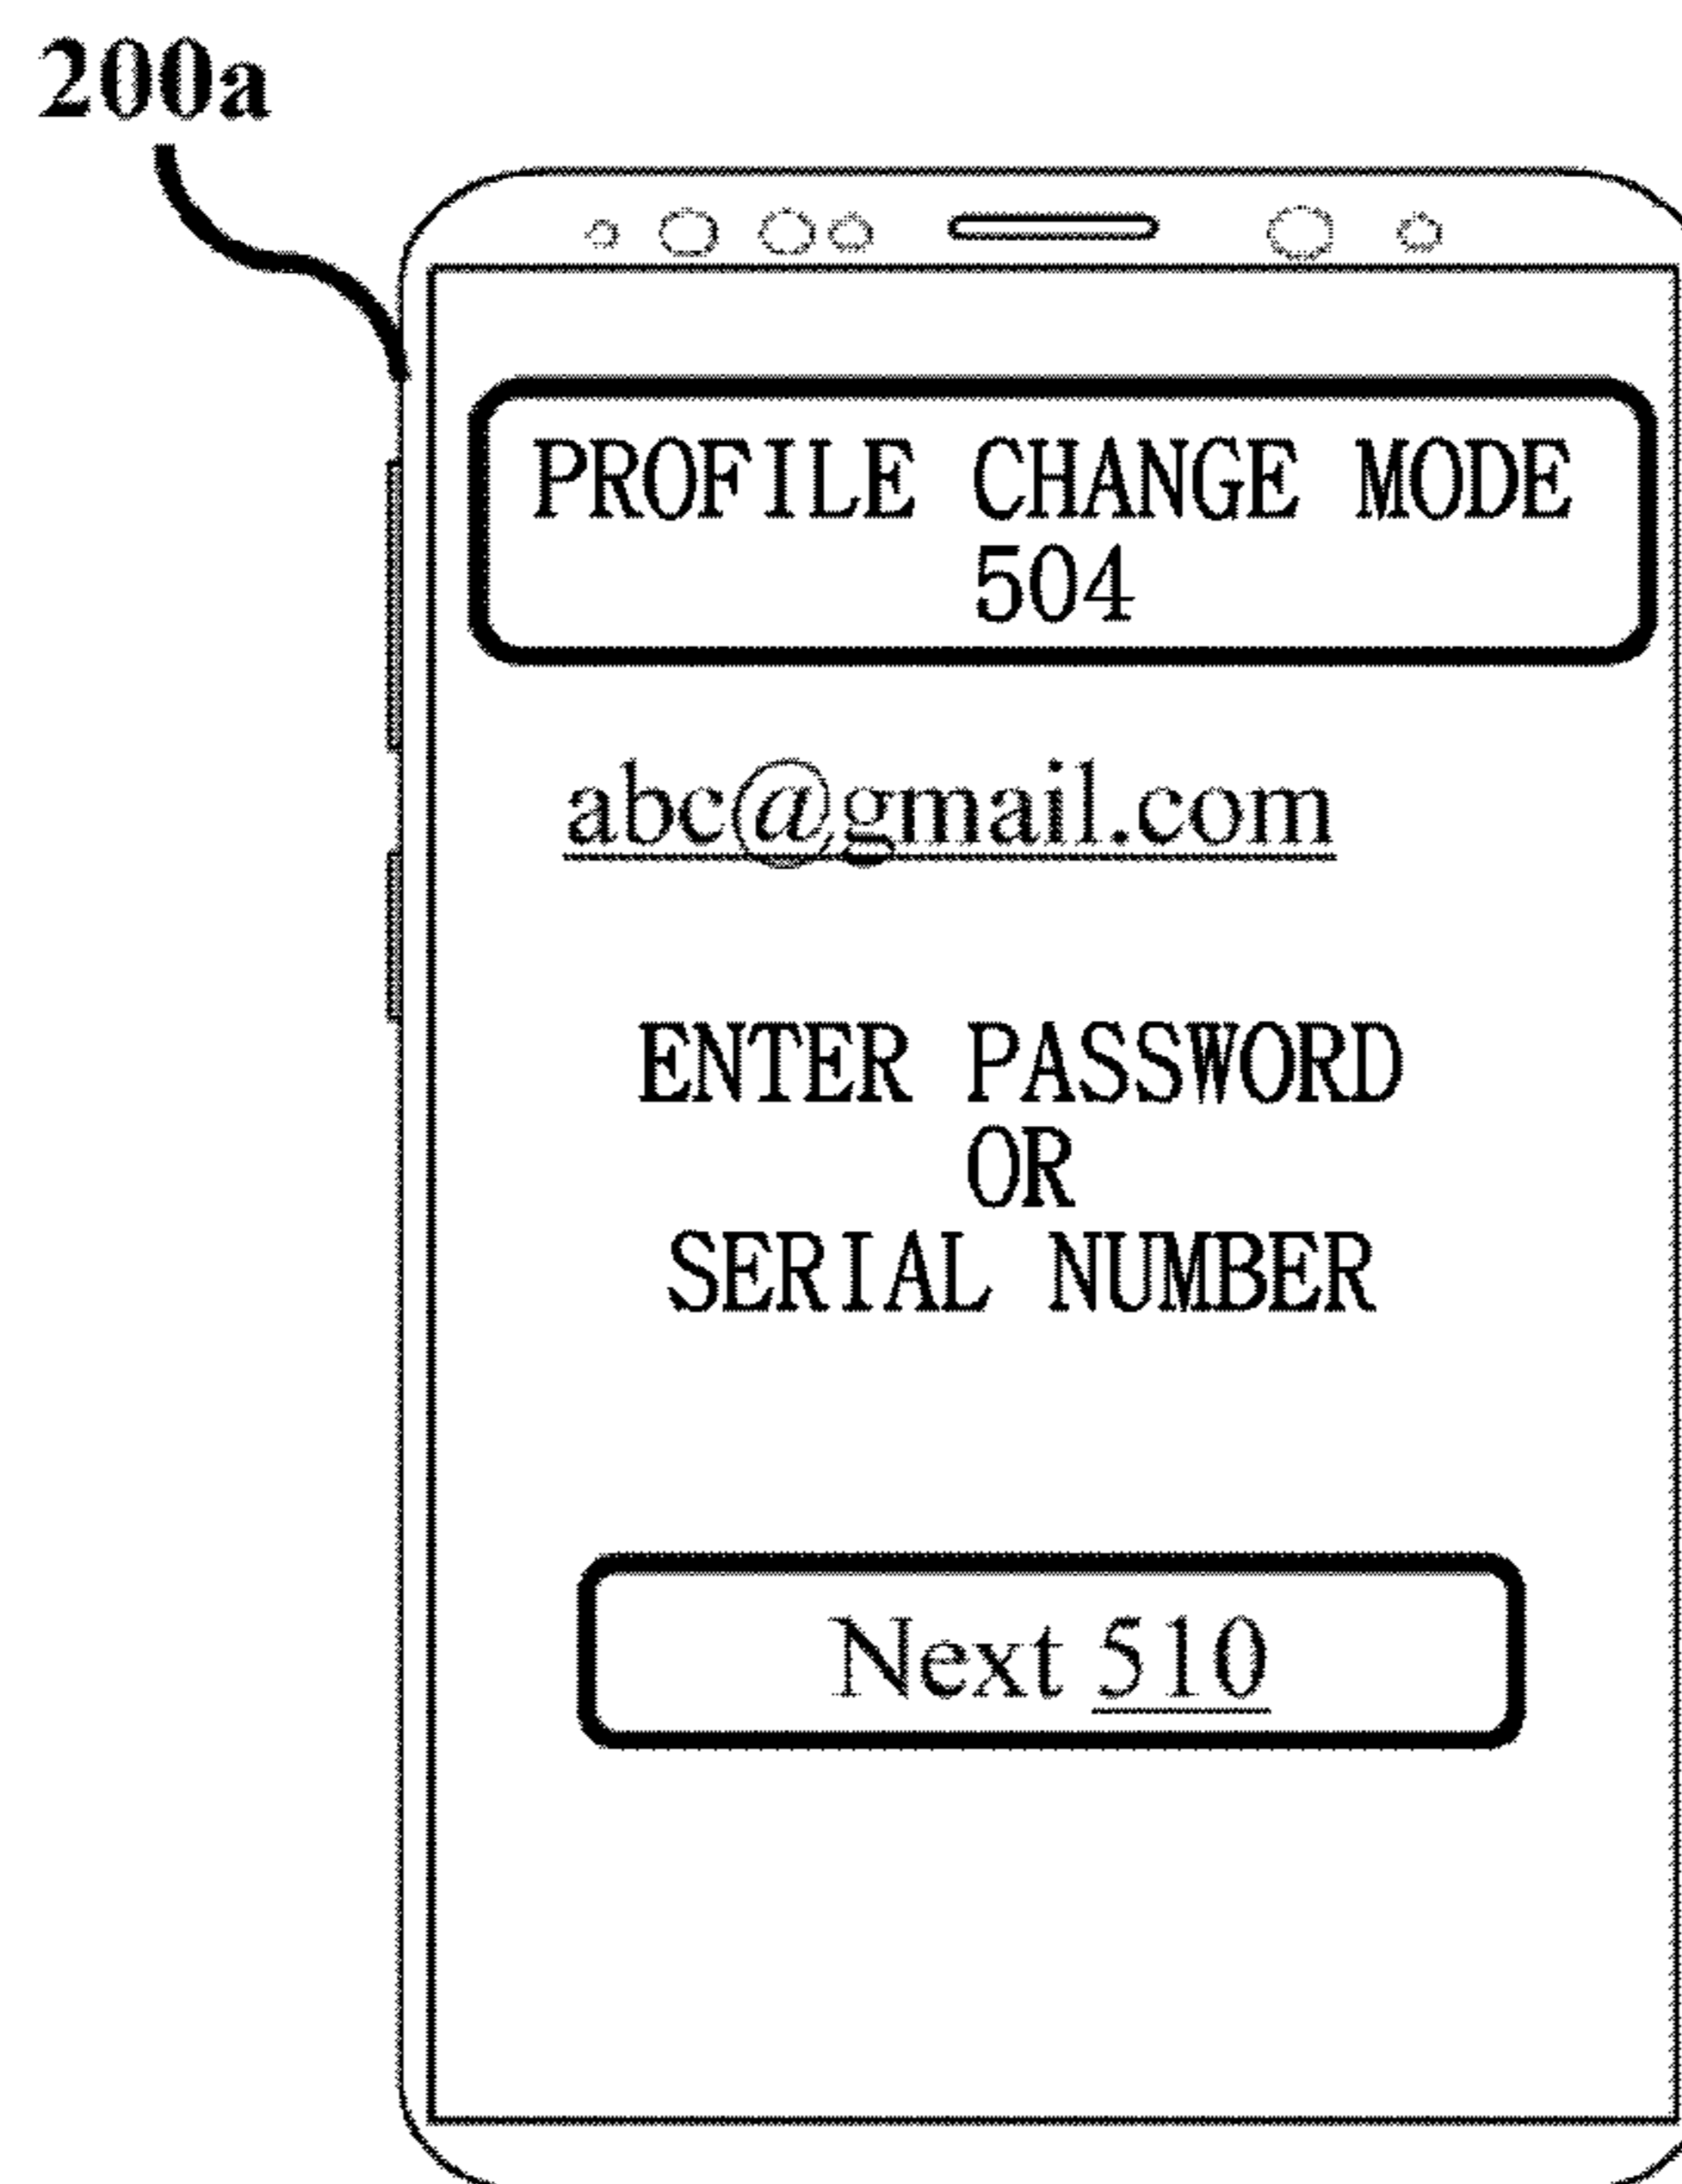 200a
PROFILE CHANGE MODE
504
abc@gmail.com
ENTER PASSWORD
OR
SERIAL NUMBER
Next 510